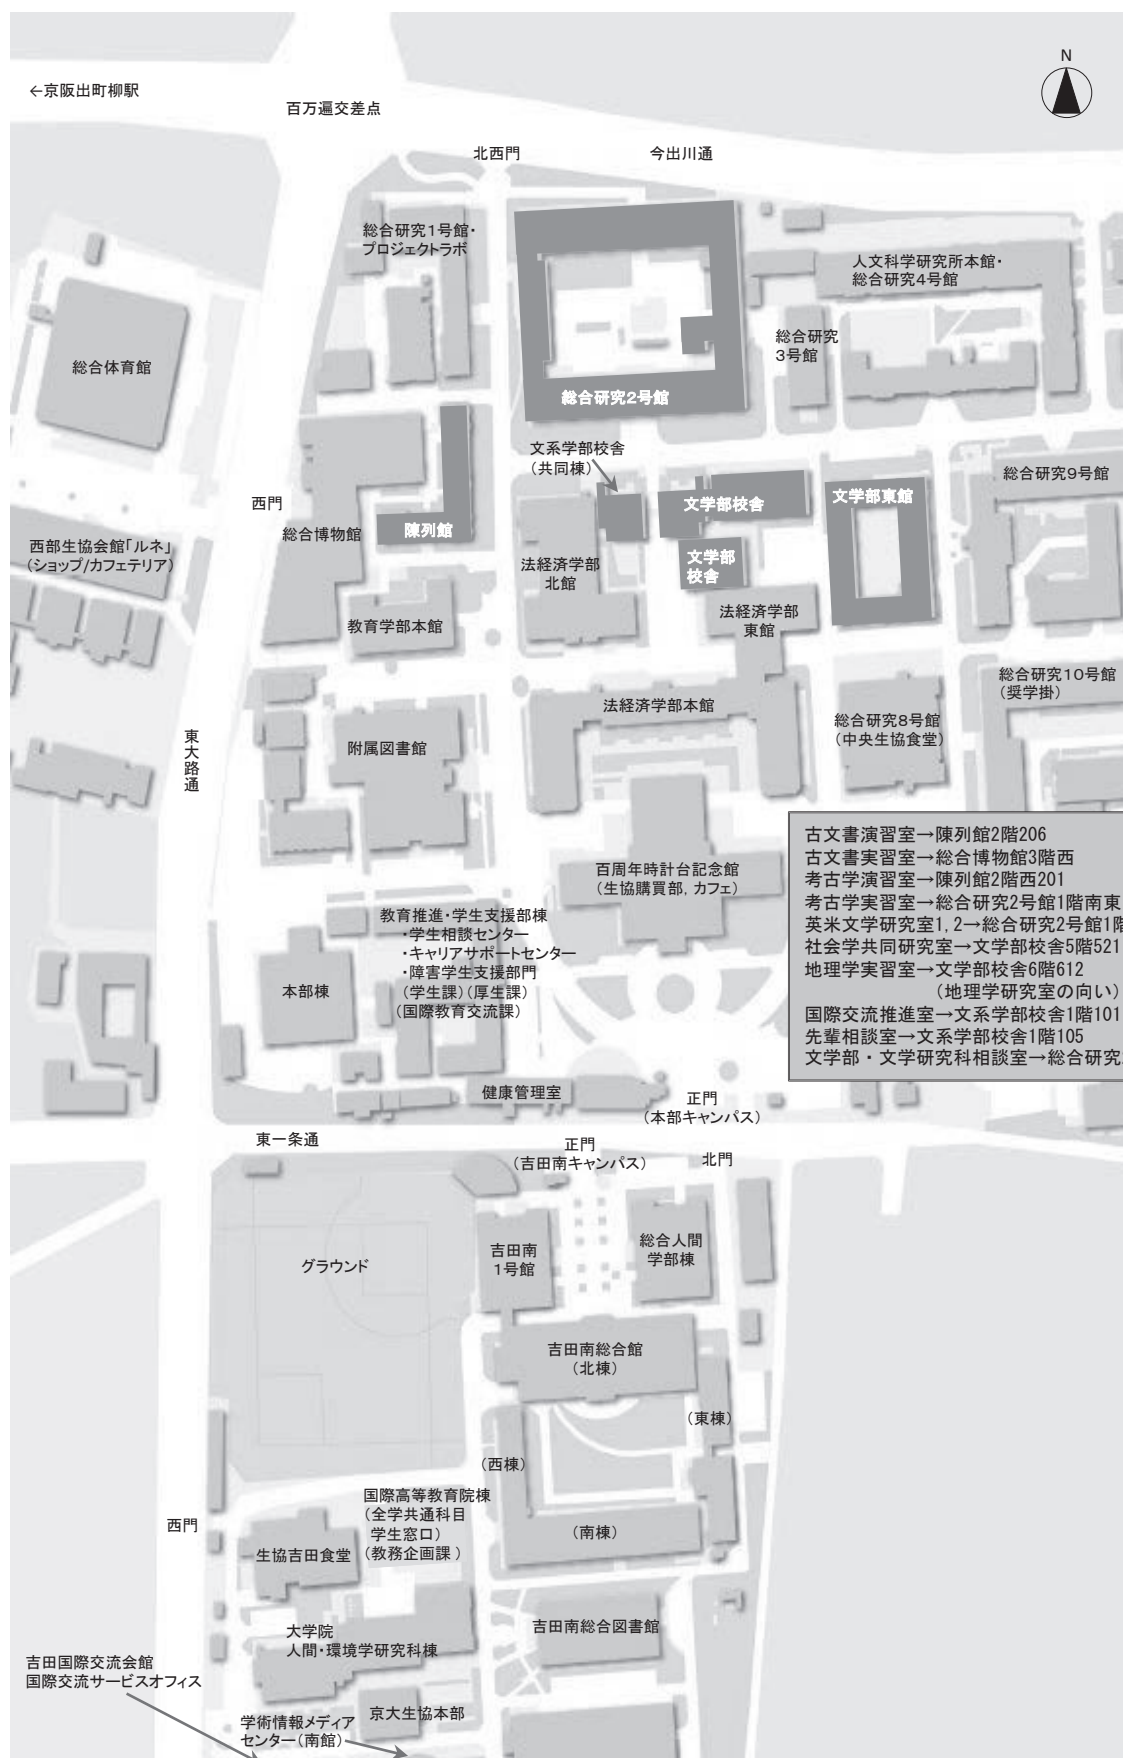 N
←京阪出町柳駅
百万遍交差点
北西門
今出川通
総合研究1号館・
プロジェクトラボ
人文科学研究所本館・
総合研究4号館
総合研究
3号館
総合体育館
総合研究2号館
文系学部校舎
(共同棟)
総合研究9号館
西門
文学部校舎
文学部東館
総合博物館
陳列館
西部生協会館「ルネ」
(ショップ/カフェテリア)
法経済学部
北館
文学部
校舎
教育学部本館
法経済学部
東館
総合研究10号館
(奨学掛)
法経済学部本館
総合研究8号館
(中央生協食堂)
東大路通
附属図書館
古文書演習室→陳列館2階206
古文書実習室→総合博物館3階西
考古学演習室→陳列館2階西201
考古学実習室→総合研究2号館1階南東
英米文学研究室1, 2→総合研究2号館1階
社会学共同研究室→文学部校舎5階521
地理学実習室→文学部校舎6階612
(地理学研究室の向い)
国際交流推進室→文系学部校舎1階101
先輩相談室→文系学部校舎1階105
文学部・文学研究科相談室→総合研究
百周年時計台記念館
(生協購買部, カフェ)
教育推進・学生支援部棟
・学生相談センター
・キャリアサポートセンター
・障害学生支援部門
(学生課)(厚生課)
(国際教育交流課)
本部棟
健康管理室
正門
(本部キャンパス)
東一条通
正門
(吉田南キャンパス)
北門
グラウンド
吉田南
1号館
総合人間
学部棟
吉田南総合館
(北棟)
(東棟)
(西棟)
国際高等教育院棟
(全学共通科目
学生窓口)
(教務企画課)
西門
(南棟)
生協吉田食堂
大学院
人間・環境学研究科棟
吉田南総合図書館
吉田国際交流会館
国際交流サービスオフィス
京大生協本部
学術情報メディア
センター(南館)